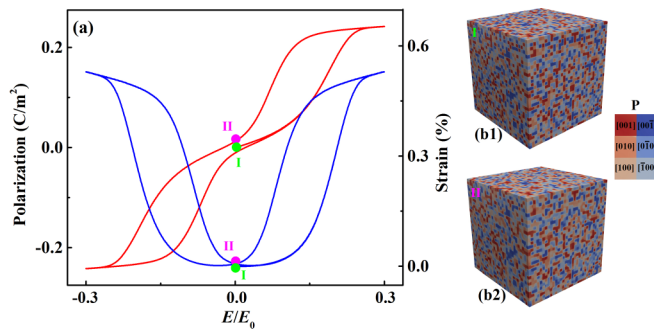 (a)
0.2
0.0
-0.2
Polarization (C/m²)
II
I
II
I
0.6
0.3
0.0
Strain (%)
-0.3
0.0
0.3
E/E₀
I
(b1)
P
[001] [001̄]
[010] [01̄0]
[100] [1̄00]
II
(b2)